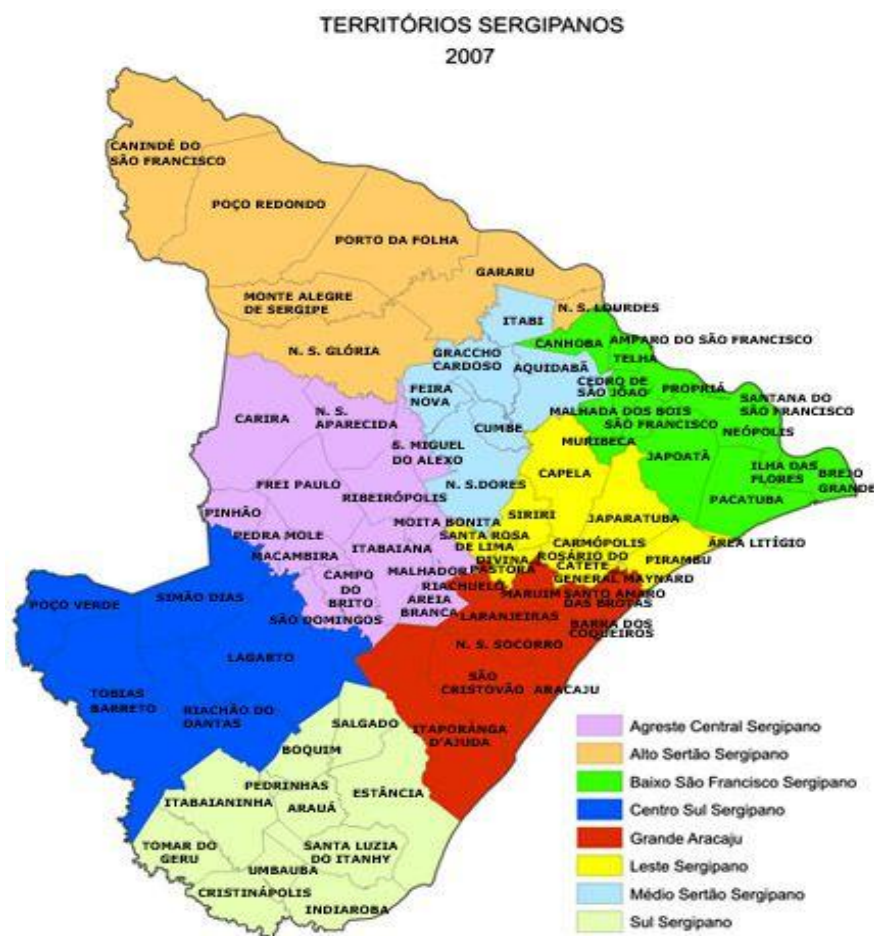 TERRITÓRIOS SERGIPANOS
2007
CANINDÉ DO
SÃO FRANCISCO
POÇO REDONDO
PORTO DA FOLHA
GARARU
MONTE ALEGRE
DE SERGIPE
N. S. LOURDES
ITABI
N. S. GLÓRIA
CANHOBA
AMPARO DO SÃO FRANCISCO
TELHA
GRACCHO
CARDOSO
AQUIDABÃ
CEDRO DE
SÃO JOÃO
PROPRIÁ
SANTANA DO
SÃO FRANCISCO
FEIRA
NOVA
CARIRA
N. S.
APARECIDA
MALHADA DOS BOIS
SÃO FRANCISCO
NEÓPOLIS
CUMBE
MURIBECA
S. MIGUEL
DO ALEXO
JAPOATÃ
CAPELA
ILHA DAS
FLORES
BREJO
GRANDE
FREI PAULO
RIBEIRÓPOLIS
N. S.DORES
PACATUBA
PINHÃO
SIRIRI
JAPARATUBA
MOITA BONITA
PEDRA MOLE
SANTA ROSA
DE LIMA
CARMÓPOLIS
ÁREA LITÍGIO
MACAMBIRA
ITABAIANA
DIVINA
PASTORA
ROSÁRIO DO
CATETE
PIRAMBU
CAMPO
DO
BRITO
MALHADOR
GENERAL MAYNARD
RIACHUELO
MARUIM
SANTO AMARO
DAS BROTAS
AREIA
BRANCA
SIMÃO DIAS
POÇO VERDE
SÃO DOMINGOS
LARANJEIRAS
BARRA DOS
COQUEIROS
N. S. SOCORRO
LAGARTO
SÃO
CRISTOVÃO
ARACAJU
TOBIAS
BARRETO
RIACHÃO DO
DANTAS
SALGADO
ITAPORÂNGA
D'AJUDA
BOQUIM
PEDRINHAS
ESTÂNCIA
ITABAIANINHA
ARAUÁ
TOMAR DO
GERU
SANTA LUZIA
DO ITANHY
UMBAUBA
CRISTINÁPOLIS
INDIAROBA
Agreste Central Sergipano
Alto Sertão Sergipano
Baixo São Francisco Sergipano
Centro Sul Sergipano
Grande Aracaju
Leste Sergipano
Médio Sertão Sergipano
Sul Sergipano